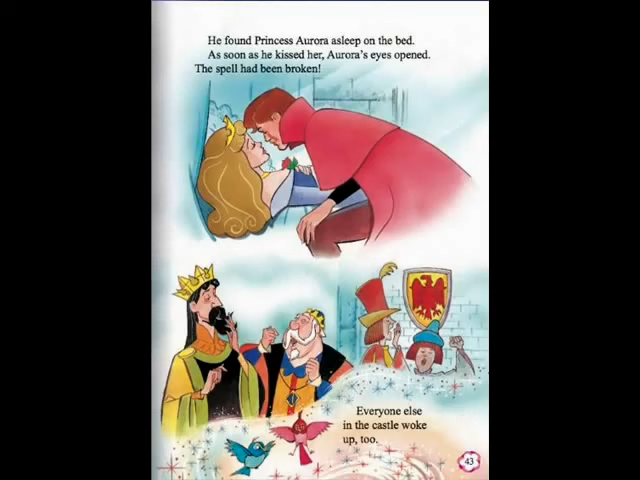 He found Princess Aurora asleep on the bed.
As soon as he kissed her, Aurora's eyes opened.
The spell had been broken!
Everyone else
in the castle woke
up, too.
43